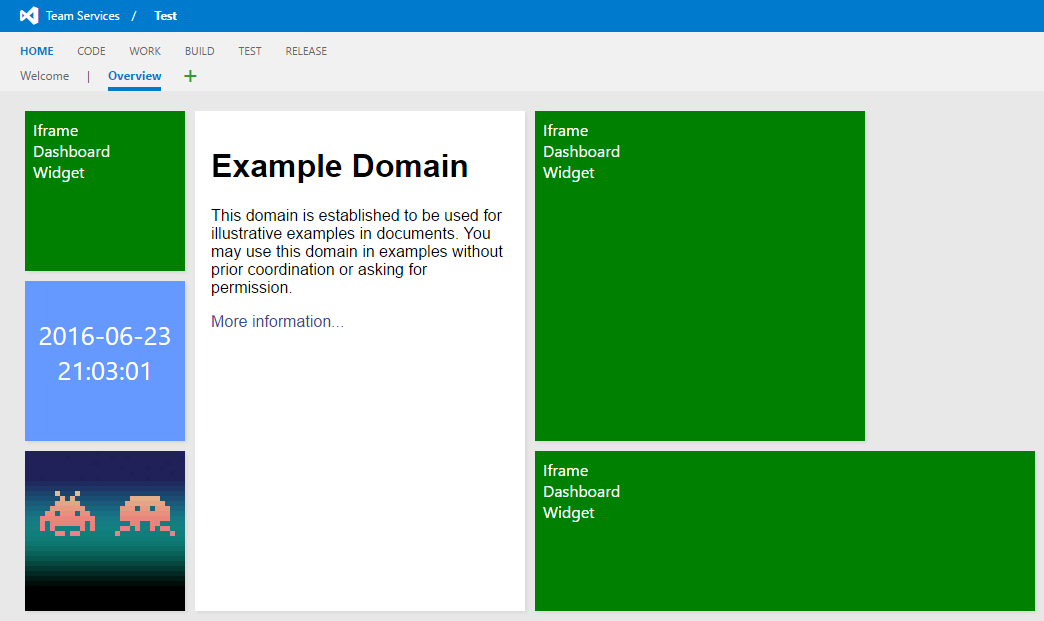 Team Services / Test
HOME CODE WORK BUILD TEST RELEASE
Welcome | Overview +
Iframe
Dashboard
Widget
2016-06-23
21:03:01
Example Domain
This domain is established to be used for
illustrative examples in documents. You
may use this domain in examples without
prior coordination or asking for
permission.
More information...
Iframe
Dashboard
Widget
Iframe
Dashboard
Widget